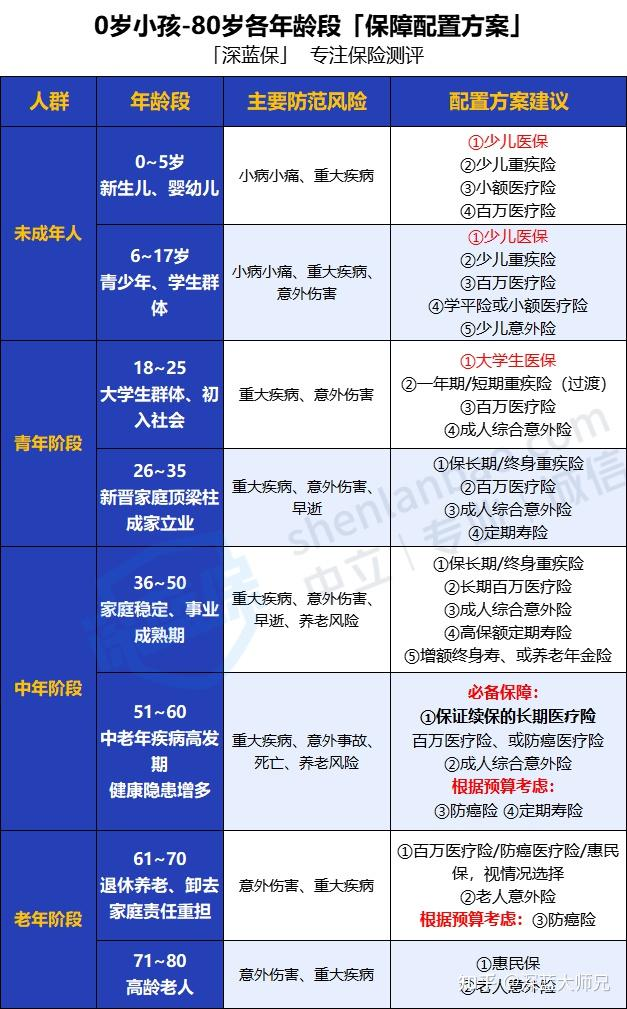 0岁小孩-80岁各年龄段「保障配置方案」
「深蓝保」 专注保险测评
人群
年龄段
主要防范风险
配置方案建议
未成年人
0~5岁
新生儿、婴幼儿
小病小痛、重大疾病
①少儿医保
②少儿重疾险
③小额医疗险
④百万医疗险
6~17岁
青少年、学生群
体
小病小痛、重大疾病、
意外伤害
①少儿医保
②少儿重疾险
③百万医疗险
④学平险或小额医疗险
⑤少儿意外险
青年阶段
18~25
大学生群体、初
入社会
重大疾病、意外伤害
①大学生医保
②一年期/短期重疾险（过渡）
③百万医疗险
④成人综合意外险
26~35
新晋家庭顶梁柱
成家立业
重大疾病、意外伤害、
早逝
①保长期/终身重疾险
②百万医疗险
③成人综合意外险
④定期寿险
中年阶段
36~50
家庭稳定、事业
成熟期
重大疾病、意外伤害、
早逝、养老风险
①保长期/终身重疾险
②长期百万医疗险
③成人综合意外险
④高保额定期寿险
⑤增额终身寿、或养老年金险
51~60
中老年疾病高发
期
健康隐患增多
重大疾病、意外事故、
死亡、养老风险
必备保障：
①保证续保的长期医疗险
百万医疗险、或防癌医疗险
②成人综合意外险
根据预算考虑：
③防癌险 ④定期寿险
老年阶段
61~70
退休养老、卸去
家庭责任重担
意外伤害、重大疾病
①百万医疗险/防癌医疗险/惠民
保，视情况选择
②老人意外险
根据预算考虑：③防癌险
71~80
高龄老人
意外伤害、重大疾病
①惠民保
②老人意外险
shenlanbao.com
中立｜专业｜诚信
深蓝保
知乎 @深蓝大师兄